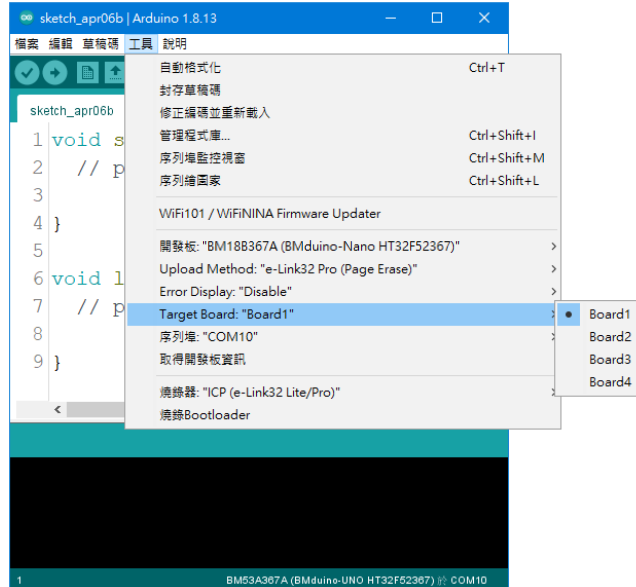 sketch_apr06b | Arduino 1.8.13
檔案 編輯 草稿碼 工具 說明
sketch_apr06b
1 void s
2 // p
3
4 }
5
6 void l
7 // p
8
9 }
自動格式化 Ctrl+T
封存草稿碼
修正編碼並重新載入
管理程式庫... Ctrl+Shift+I
序列埠監控視窗 Ctrl+Shift+M
序列繪圖家 Ctrl+Shift+L
WiFi101 / WiFiNINA Firmware Updater
開發板: "BM18B367A (BMduino-Nano HT32F52367)"
Upload Method: "e-Link32 Pro (Page Erase)"
Error Display: "Disable"
Target Board: "Board1"
序列埠: "COM10"
取得開發板資訊
燒錄器: "ICP (e-Link32 Lite/Pro)"
燒錄Bootloader
Board1
Board2
Board3
Board4
1 BM53A367A (BMduino-UNO HT32F52367) 於 COM10